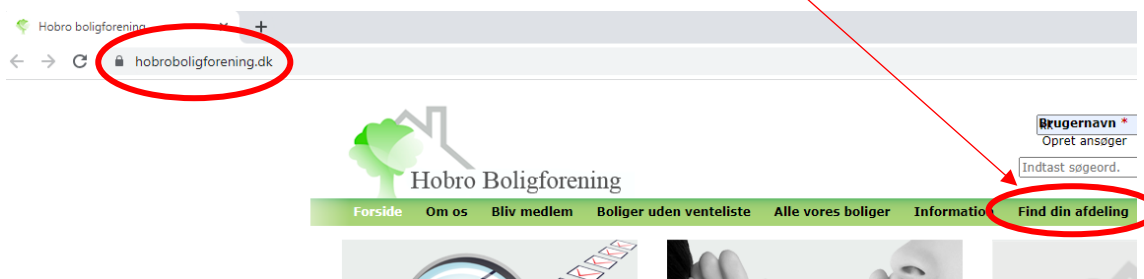 Hobro boligforening
hobroboligforening.dk
Brugernavn *
Opret ansøger
Indtast søgeord.
Hobro Boligforening
Forside Om os Bliv medlem Boliger uden venteliste Alle vores boliger Information Find din afdeling